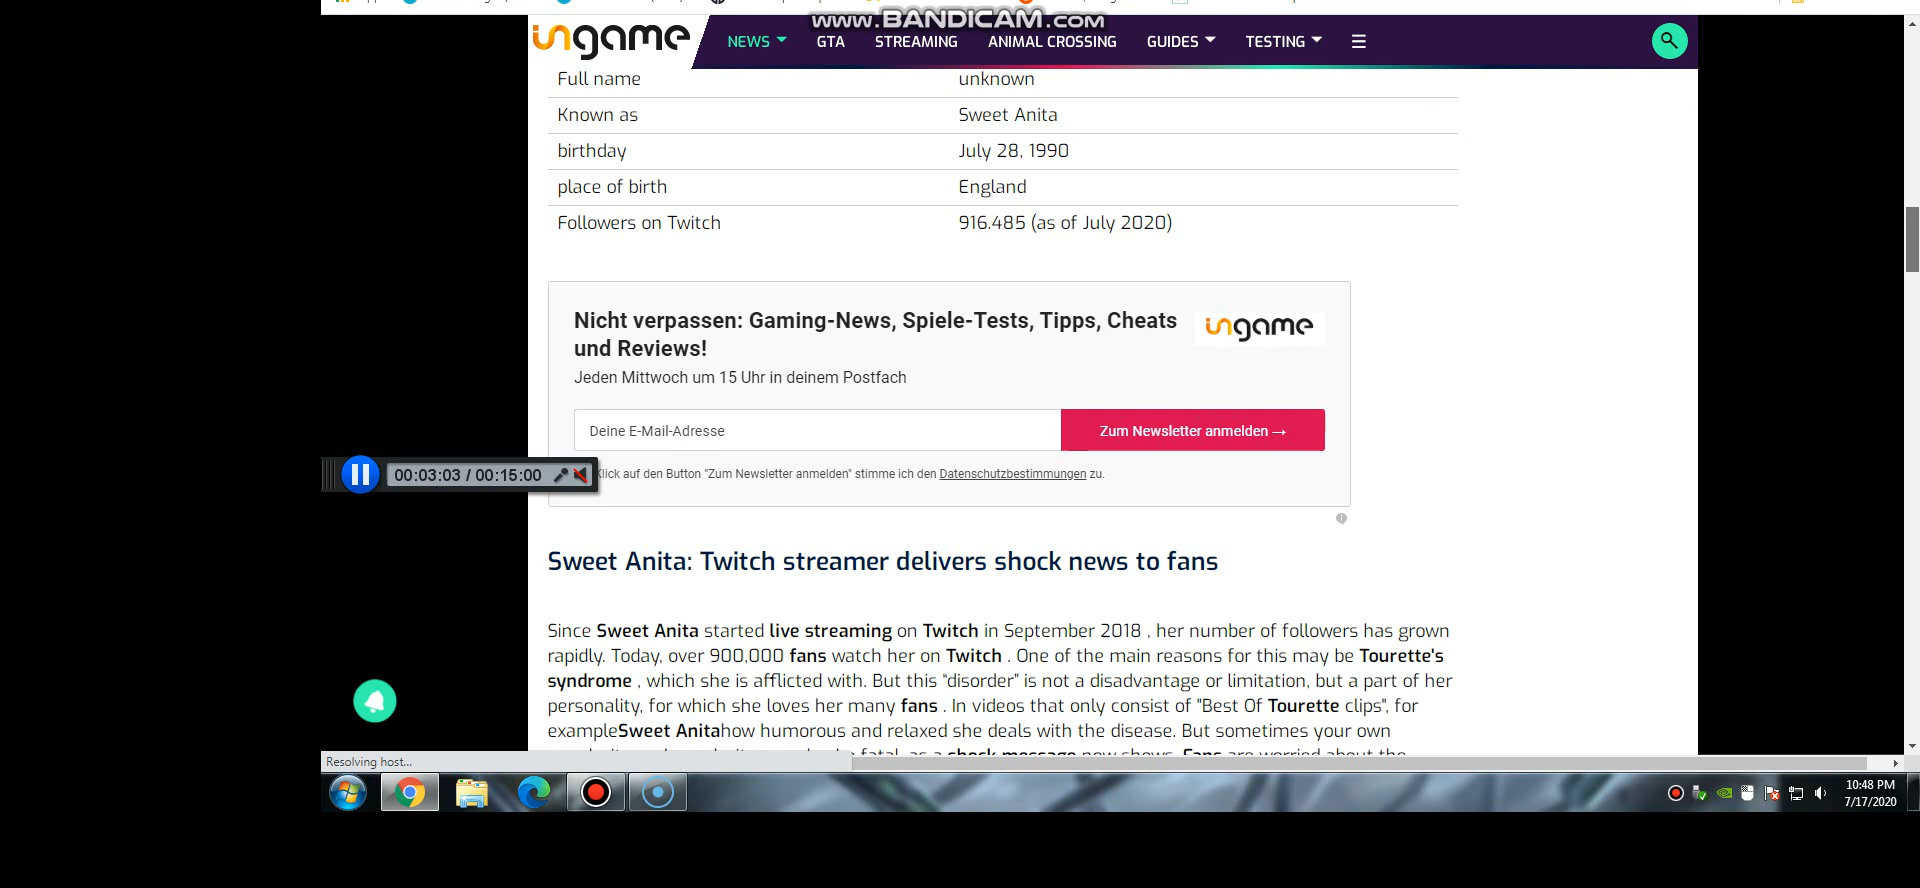 www.BANDICAM.com
ingame
NEWS
GTA
STREAMING
ANIMAL CROSSING
GUIDES
TESTING
Full name unknown
Known as Sweet Anita
birthday July 28, 1990
place of birth England
Followers on Twitch 916.485 (as of July 2020)
Nicht verpassen: Gaming-News, Spiele-Tests, Tipps, Cheats
und Reviews!
ingame
Jeden Mittwoch um 15 Uhr in deinem Postfach
Deine E-Mail-Adresse
Zum Newsletter anmelden →
00:03:03 / 00:15:00
auf den Button "Zum Newsletter anmelden" stimme ich den Datenschutzbestimmungen zu.
Sweet Anita: Twitch streamer delivers shock news to fans
Since Sweet Anita started live streaming on Twitch in September 2018 , her number of followers has grown
rapidly. Today, over 900,000 fans watch her on Twitch . One of the main reasons for this may be Tourette's
syndrome , which she is afflicted with. But this “disorder” is not a disadvantage or limitation, but a part of her
personality, for which she loves her many fans . In videos that only consist of "Best Of Tourette clips", for
exampleSweet Anitahow humorous and relaxed she deals with the disease. But sometimes your own
Resolving host...
10:48 PM
7/17/2020